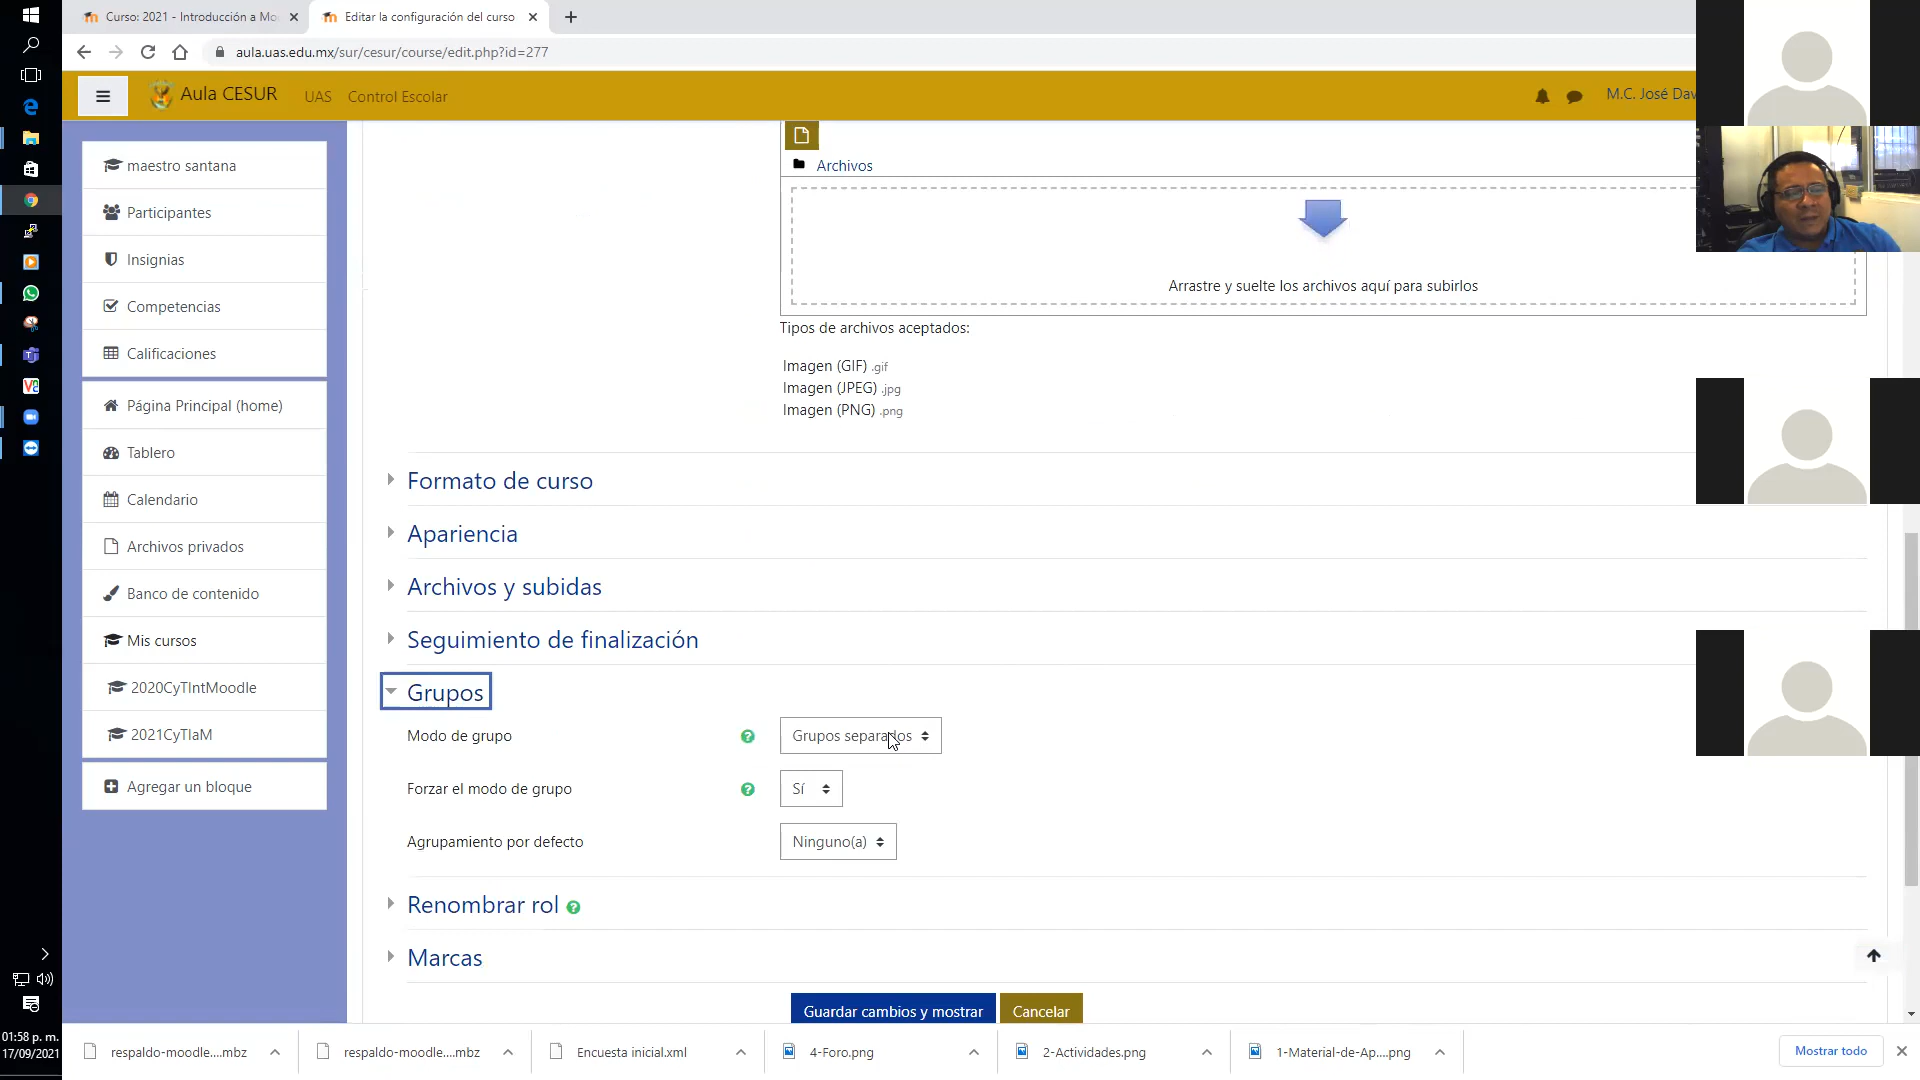 Curso: 2021 - Introducción a Mo
Editar la configuración del curso
aula.uas.edu.mx/sur/cesur/course/edit.php?id=277
Aula CESUR
UAS
Control Escolar
M.C. José Dav
maestro santana
Participantes
Insignias
Competencias
Calificaciones
Página Principal (home)
Tablero
Calendario
Archivos privados
Banco de contenido
Mis cursos
2020CyTIntMoodle
2021CyTIaM
Agregar un bloque
Archivos
Arrastre y suelte los archivos aquí para subirlos
Tipos de archivos aceptados:
Imagen (GIF) .gif
Imagen (JPEG) .jpg
Imagen (PNG) .png
Formato de curso
Apariencia
Archivos y subidas
Seguimiento de finalización
Grupos
Modo de grupo
Grupos separados
Forzar el modo de grupo
Sí
Agrupamiento por defecto
Ninguno(a)
Renombrar rol
Marcas
Guardar cambios y mostrar
Cancelar
01:58 p. m.
17/09/2021
respaldo-moodle....mbz
respaldo-moodle....mbz
Encuesta inicial.xml
4-Foro.png
2-Actividades.png
1-Material-de-Ap....png
Mostrar todo